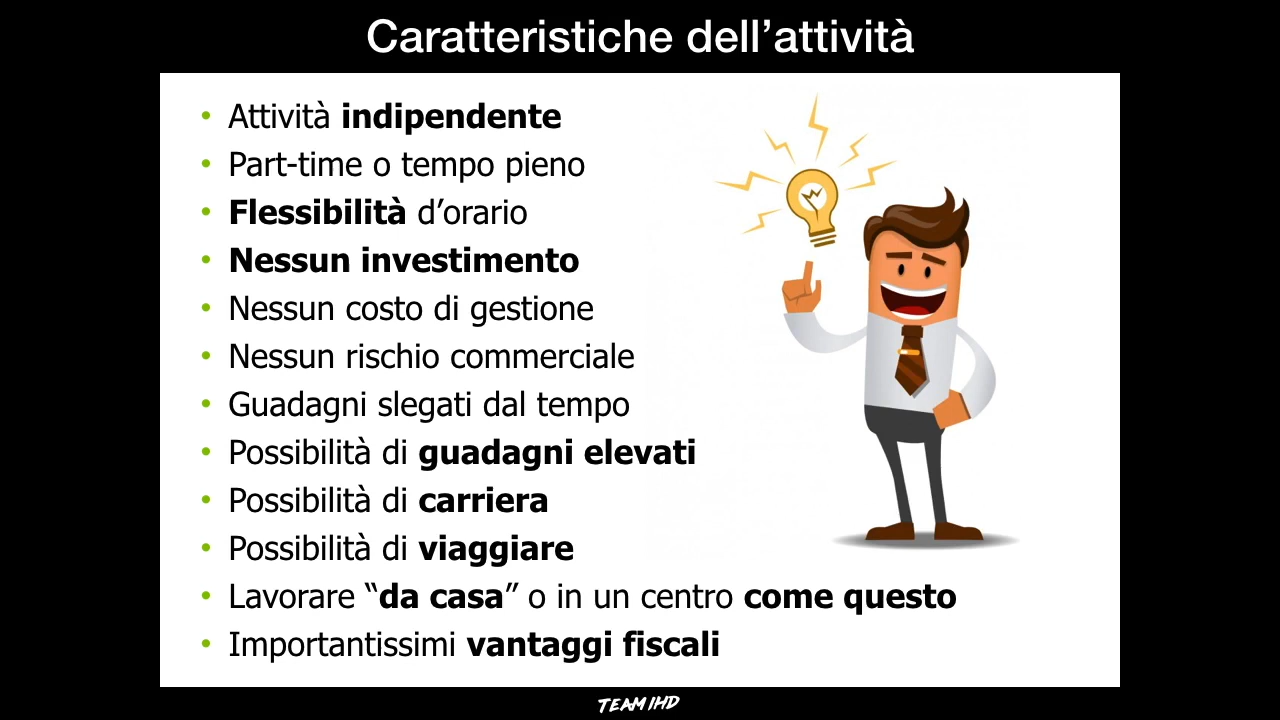 Caratteristiche dell’attività
• Attività indipendente
• Part-time o tempo pieno
• Flessibilità d’orario
• Nessun investimento
• Nessun costo di gestione
• Nessun rischio commerciale
• Guadagni slegati dal tempo
• Possibilità di guadagni elevati
• Possibilità di carriera
• Possibilità di viaggiare
• Lavorare “da casa” o in un centro come questo
• Importantissimi vantaggi fiscali
TEAM IHD